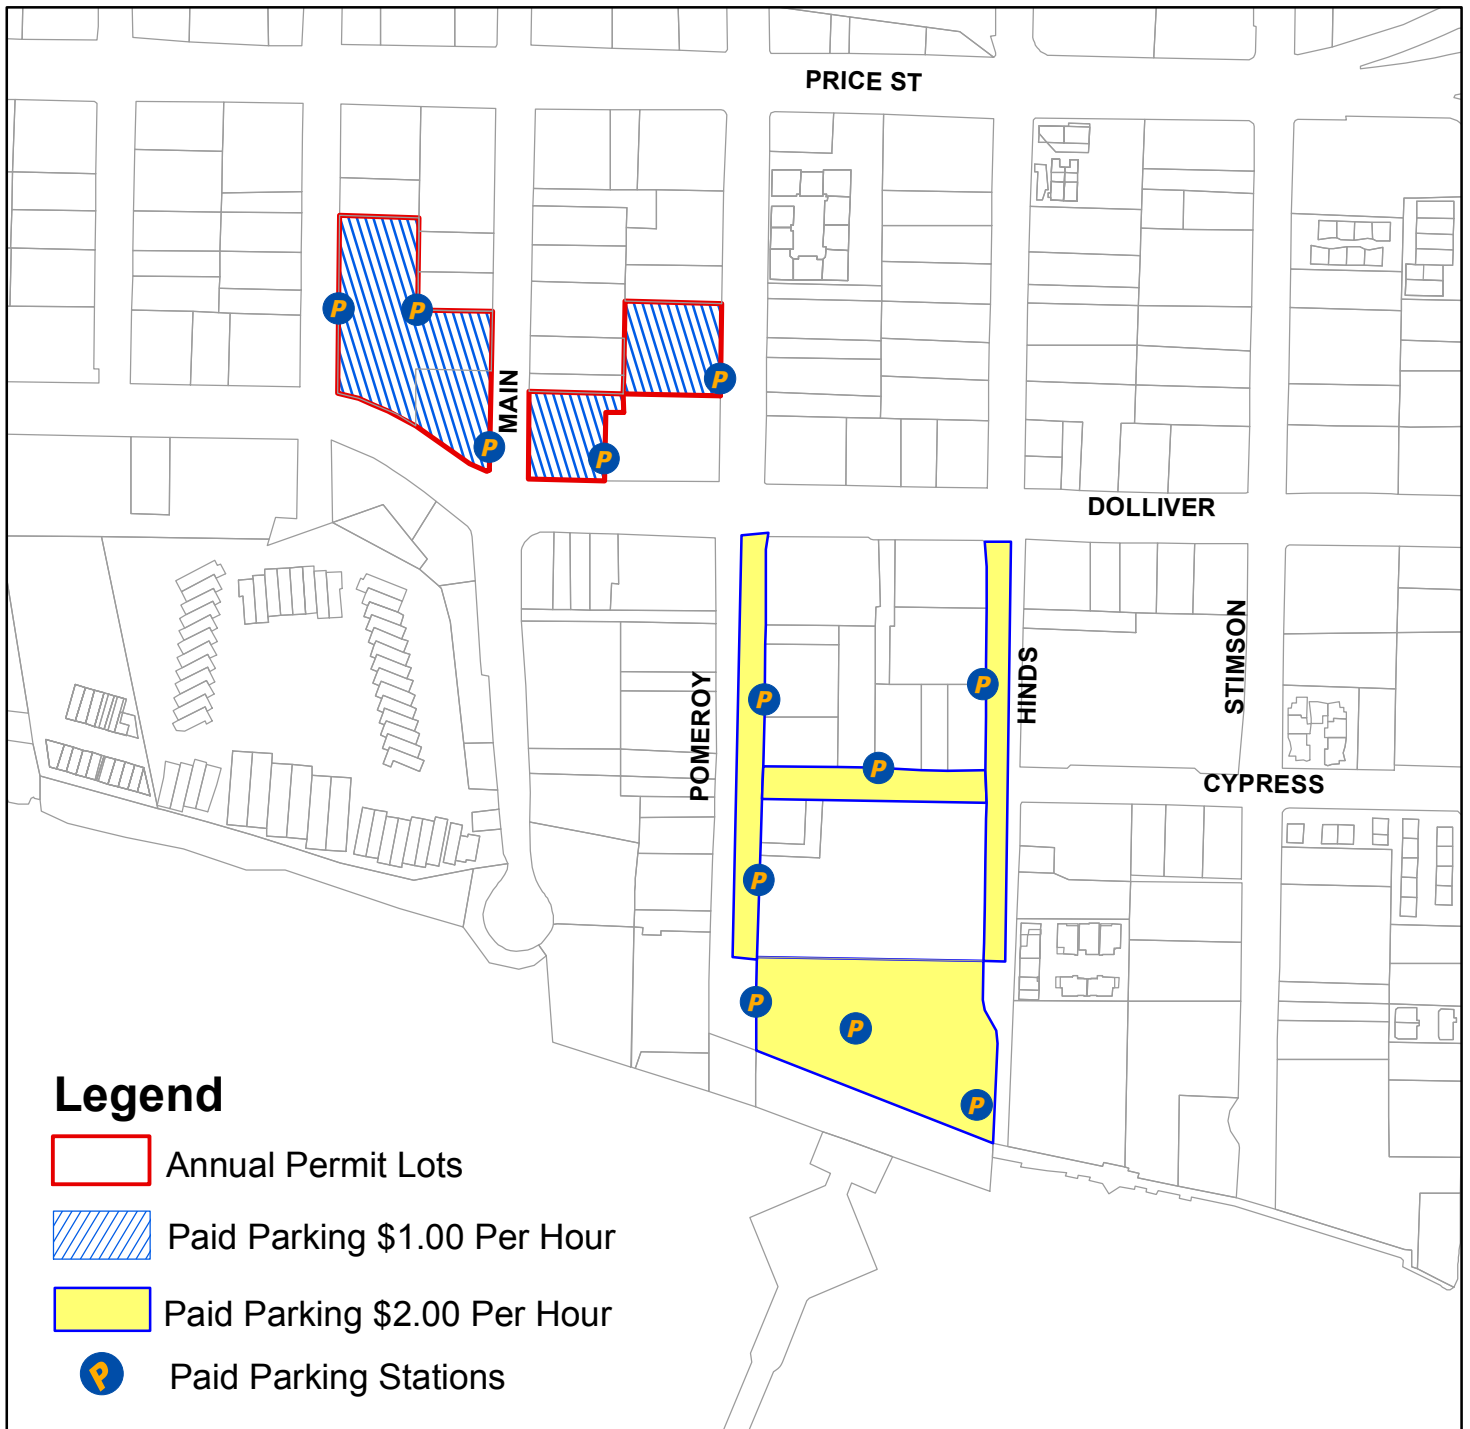 PRICE ST
P
P
P
MAIN
P
P
DOLLIVER
STIMSON
HINDS
P
P
POMEROY
P
CYPRESS
P
P
P
P
Legend
Annual Permit Lots
Paid Parking $1.00 Per Hour
Paid Parking $2.00 Per Hour
P
Paid Parking Stations